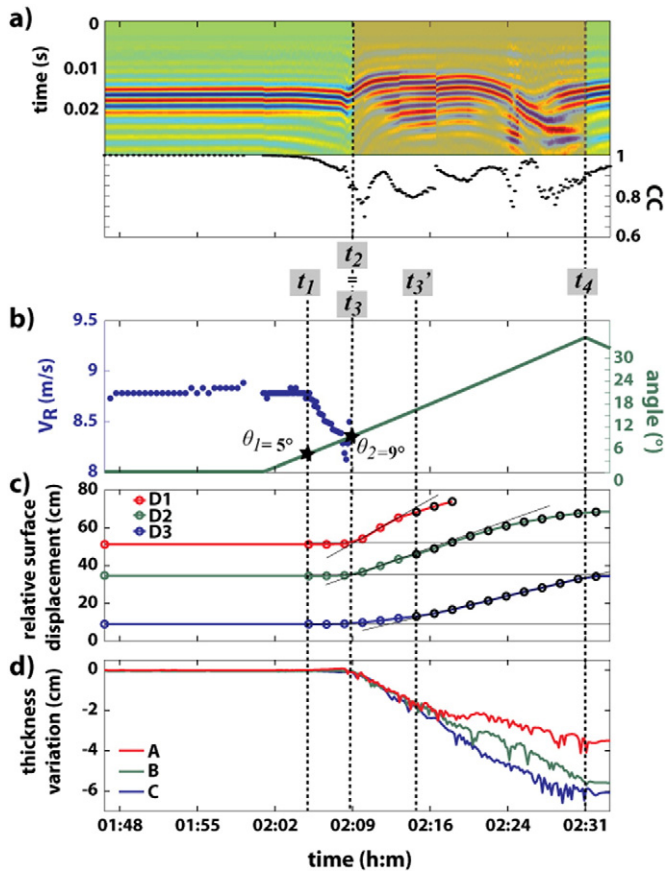 a)
0
0.01
0.02
time (s)
1
0.8
0.6
CC
t2
=
t1 t3 t3' t4
b)
9.5
9
8.5
8
VR (m/s)
30
24
18
12
6
0
angle (°)
θ1= 5°
θ2= 9°
c)
80
60
40
20
0
relative surface
displacement (cm)
D1
D2
D3
d)
0
-2
-4
-6
thickness
variation (cm)
A
B
C
01:48 01:55 02:02 02:09 02:16 02:24 02:31
time (h:m)